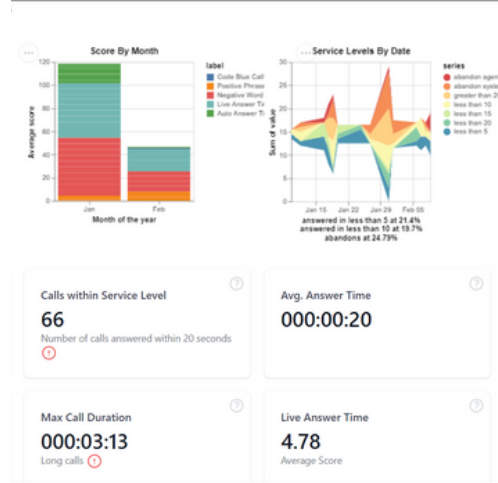 Score By Month
120
100
80
60
40
20
0
Average score
Jan
Feb
Month of the year
label
Code Blue Call
Positive Phrase
Negative Word
Live Answer Ti
Auto Answer T
Service Levels By Date
30
25
20
15
10
5
0
Sum of value
Jan 15
Jan 22
Jan 29
Feb 05
answered in less than 5 at 21.4%
answered in less than 10 at 19.7%
abandons at 24.79%
series
abandon agen
abandon syste
greater than 2
less than 10
less than 15
less than 20
less than 5
Calls within Service Level
66
Number of calls answered within 20 seconds
Avg. Answer Time
000:00:20
Max Call Duration
000:03:13
Long calls
Live Answer Time
4.78
Average Score